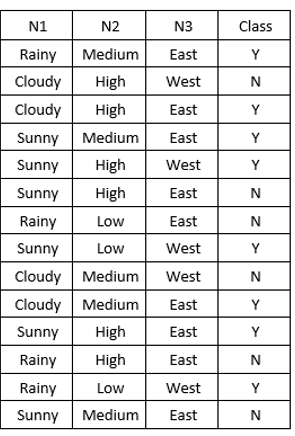 N1 N2 N3 Class
Rainy Medium East Y
Cloudy High West N
Cloudy High East Y
Sunny Medium East Y
Sunny High West Y
Sunny High East N
Rainy Low East N
Sunny Low West Y
Cloudy Medium West N
Cloudy Medium East Y
Sunny High East Y
Rainy High East N
Rainy Low West Y
Sunny Medium East N